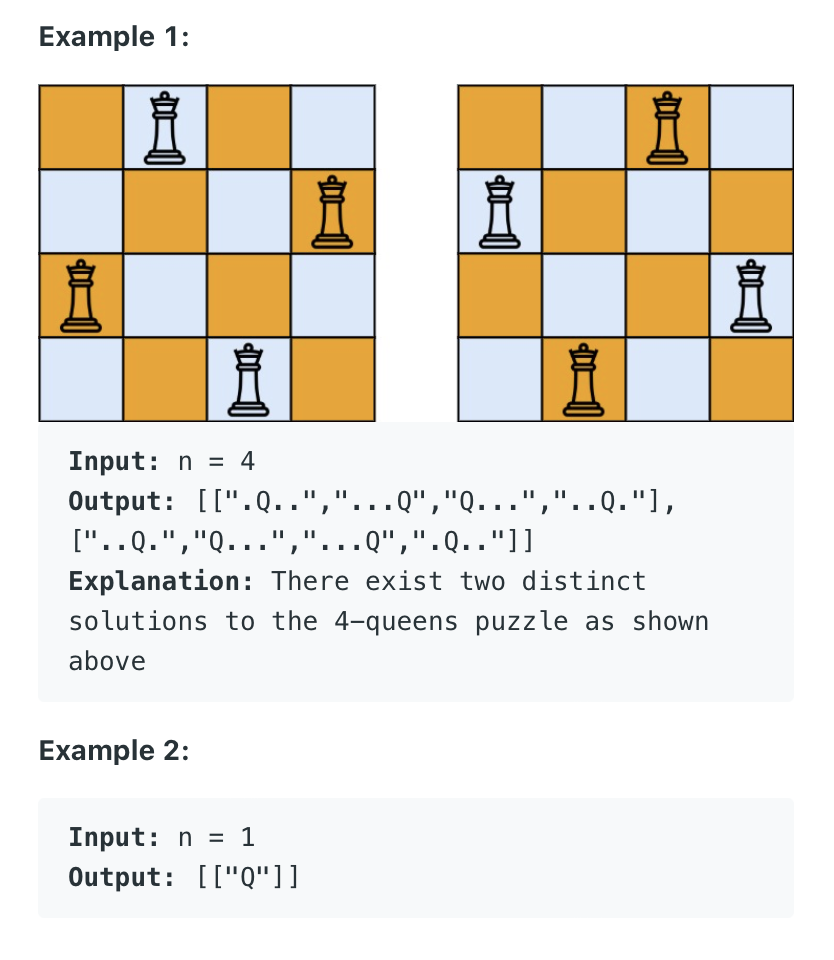 Example 1:
Input: n = 4
Output: [[".Q..","...Q","Q...","..Q."],
["..Q.","Q...","...Q",".Q.."]]
Explanation: There exist two distinct
solutions to the 4-queens puzzle as shown
above
Example 2:
Input: n = 1
Output: [["Q"]]